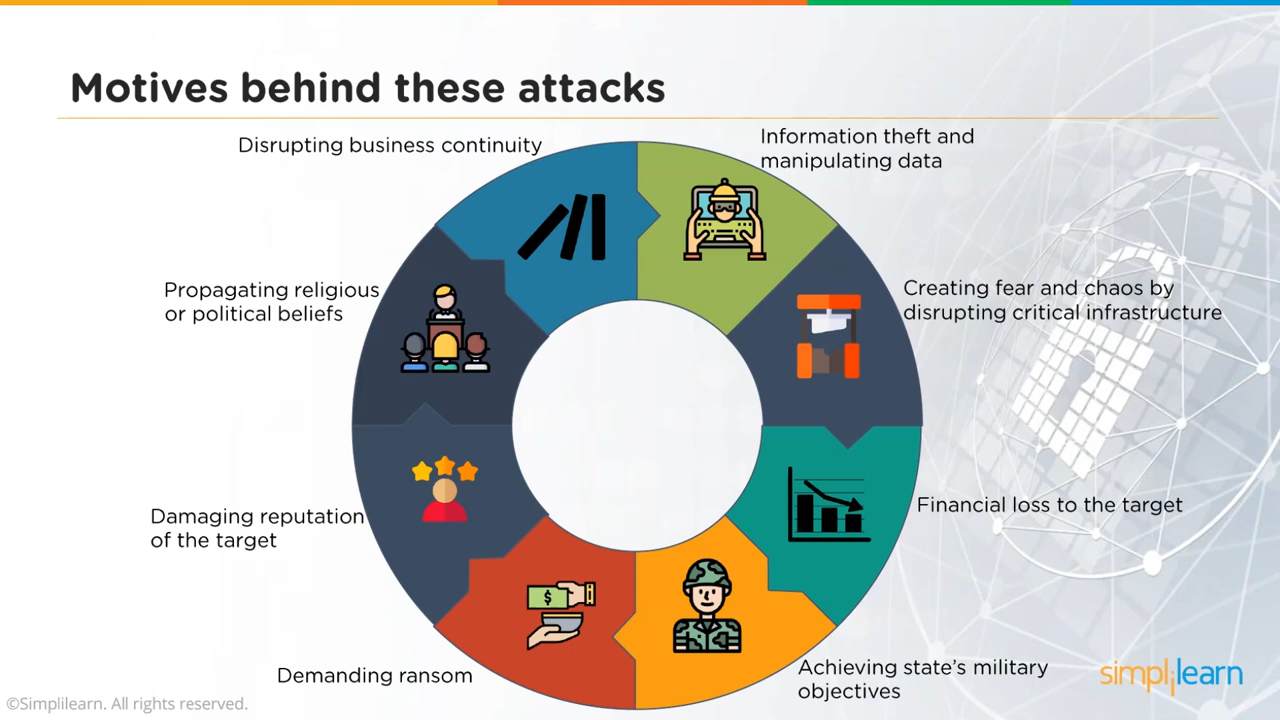 Motives behind these attacks
Disrupting business continuity
Information theft and
manipulating data
Propagating religious
or political beliefs
Creating fear and chaos by
disrupting critical infrastructure
Damaging reputation
of the target
Financial loss to the target
$
Demanding ransom
Achieving state's military
objectives
simplilearn
©Simplilearn. All rights reserved.